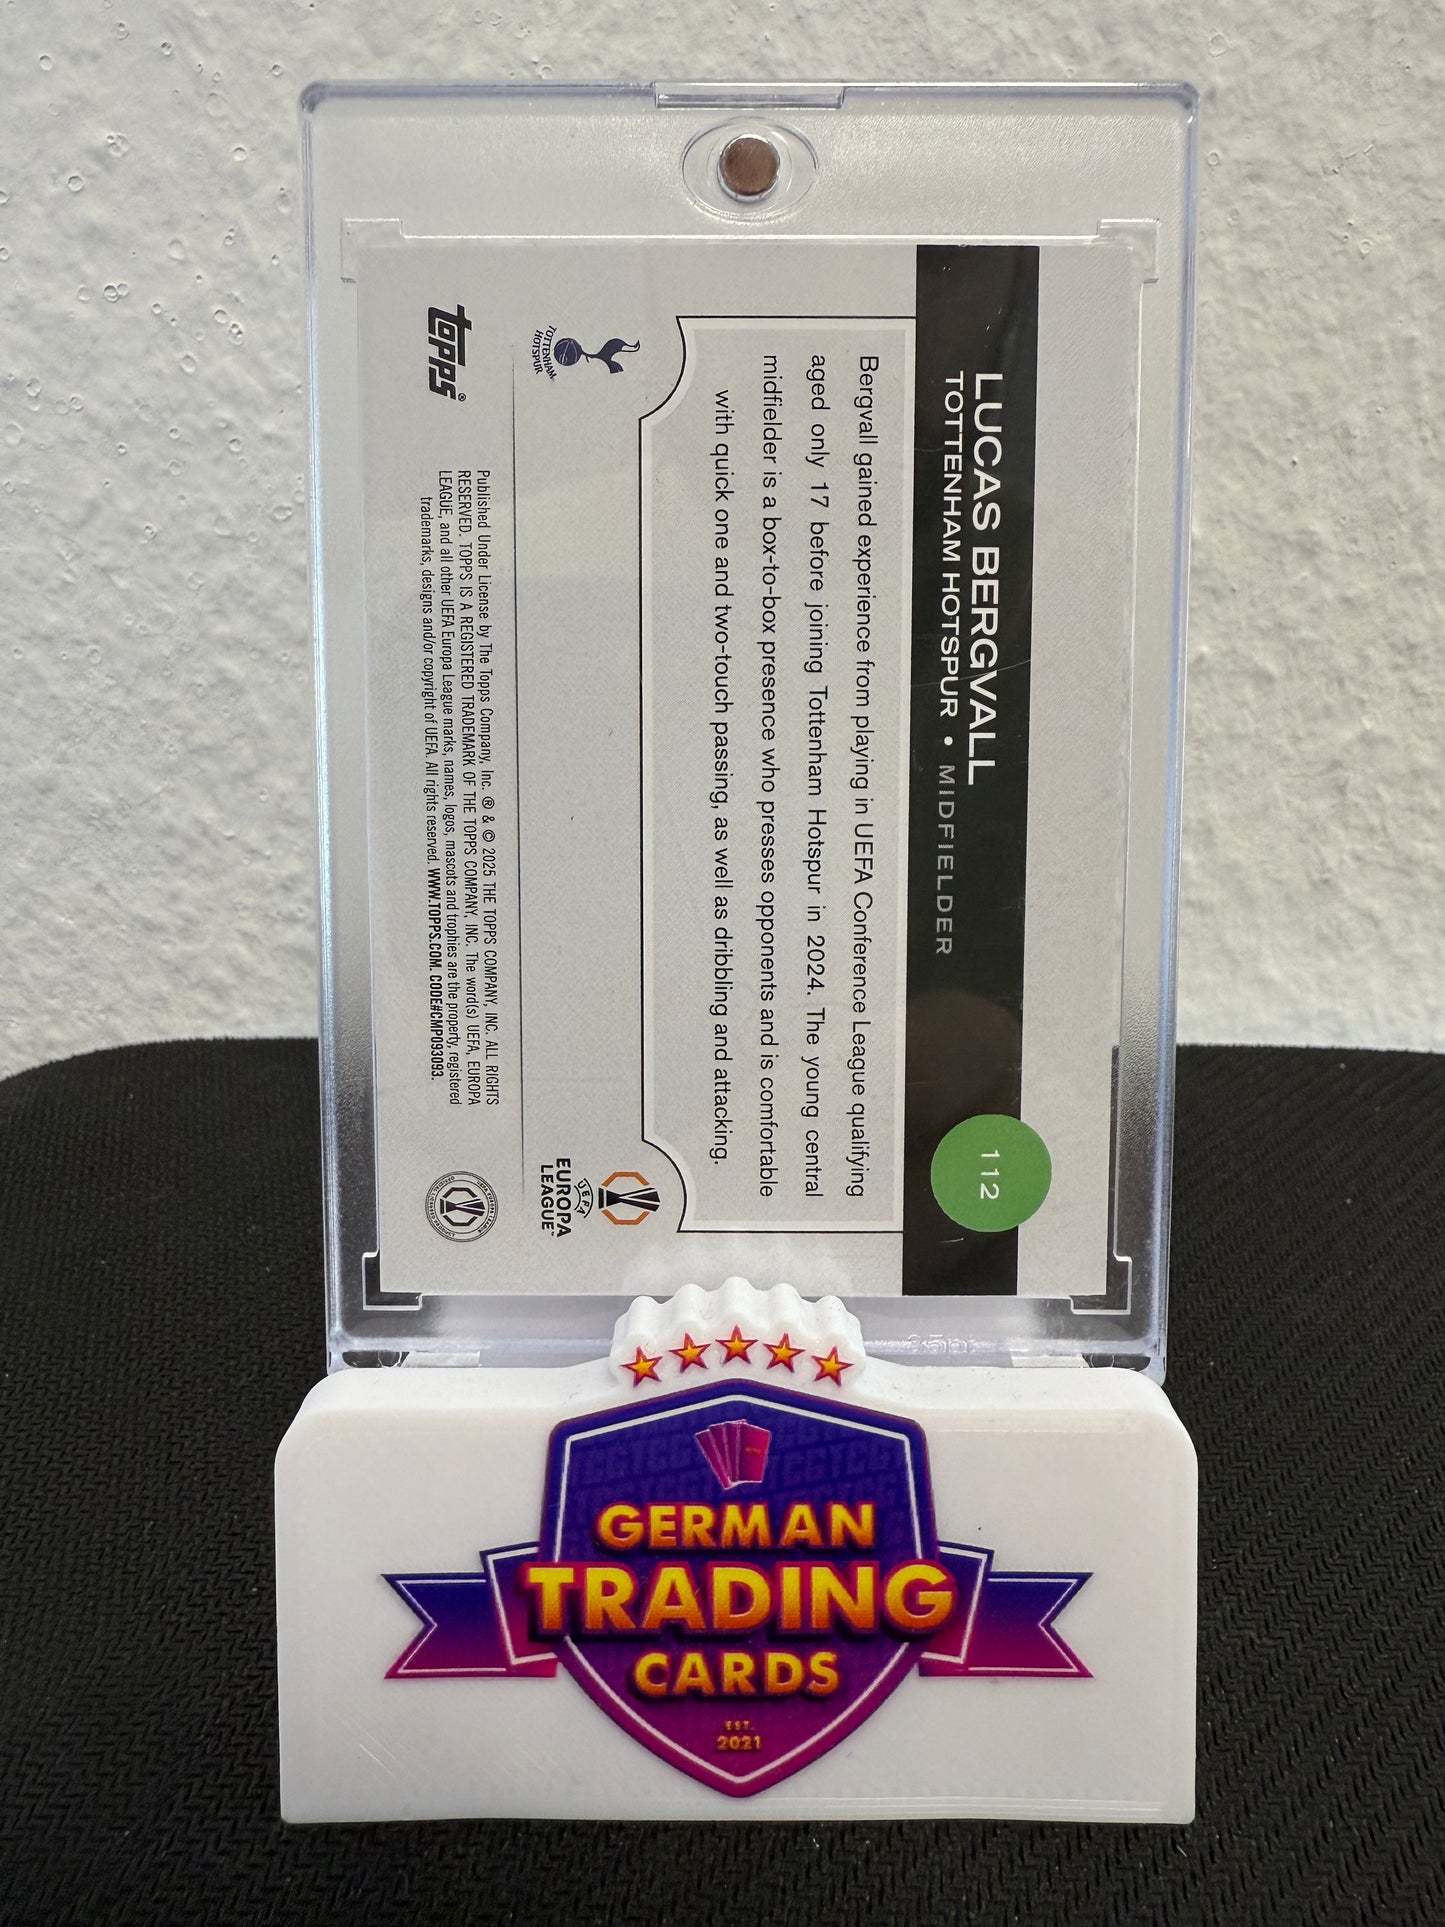 LUCAS BERGVALL
TOTTENHAM HOTSPUR • MIDFIELDER
112
Bergvall gained experience from playing in UEFA Conference League qualifying
aged only 17 before joining Tottenham Hotspur in 2024. The young central
midfielder is a box-to-box presence who presses opponents and is comfortable
with quick one and two-touch passing, as well as dribbling and attacking.
TOTTENHAM
HOTSPUR
UEFA
EUROPA
LEAGUE™
topps®
Published Under License by The Topps Company, Inc. ® & © 2025 THE TOPPS COMPANY, INC. ALL RIGHTS
RESERVED. TOPPS IS A REGISTERED TRADEMARK OF THE TOPPS COMPANY, INC. The word(s) UEFA, EUROPA
LEAGUE, and all other UEFA Europa League marks, names, logos, mascots and trophies are the property, registered
trademarks, designs and/or copyright of UEFA. All rights reserved. WWW.TOPPS.COM. CODE#CMP093093.
GERMAN
TRADING
CARDS
EST.
2021